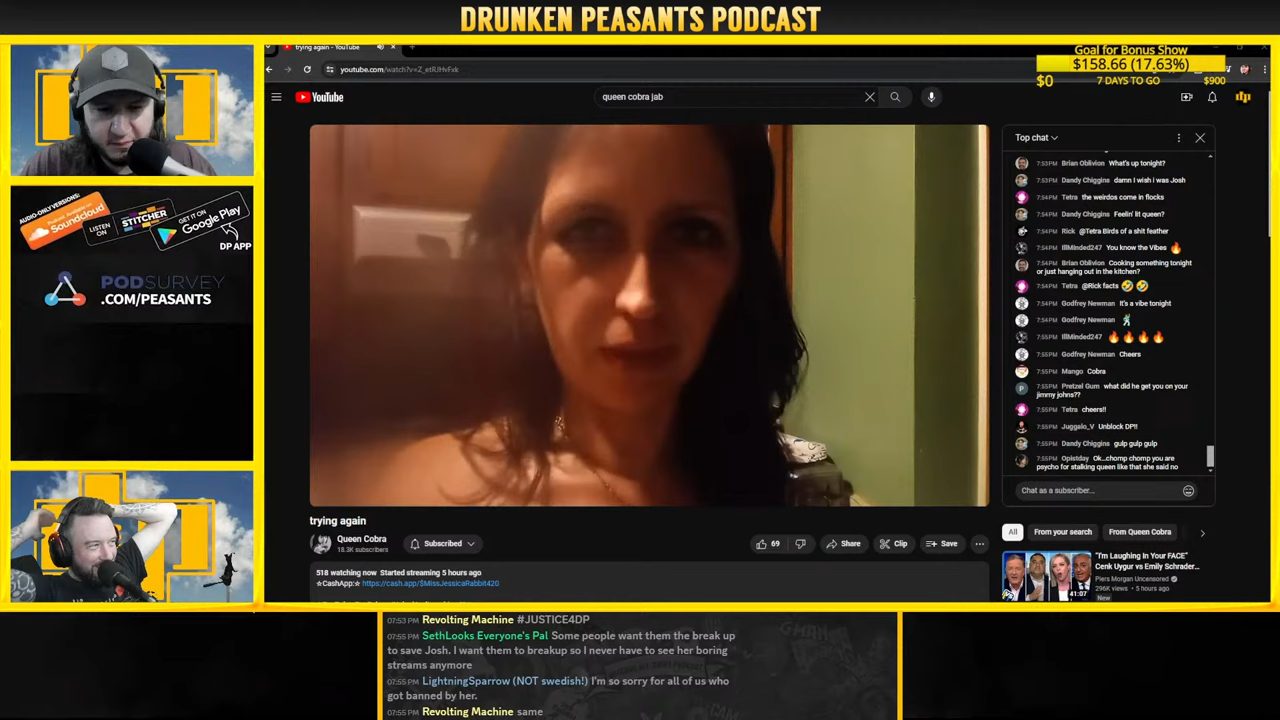 DRUNKEN PEASANTS PODCAST
trying again - YouTube
Goal for Bonus Show
$158.66 (17,63%)
$0
7 DAYS TO GO
$900
YouTube
queen cobra jab
AUDIO-ONLY VERSIONS:
Podcast Available on
Soundcloud
LISTEN ON
STITCHER
GET IT ON
Google Play
DP APP
PODSURVEY
.COM/PEASANTS
Top chat
7:53PM Brian Oblivion What's up tonight?
7:53PM Dandy Chiggins damn I wish i was Josh
7:54PM Tetra the weirdos come in flocks
7:54PM Dandy Chiggins Feelin' lit queen?
7:54PM Rick @Tetra Birds of a shit feather
7:54PM IllMinded247 You know the Vibes 🔥
7:54PM Brian Oblivion Cooking something tonight
or just hanging out in the kitchen?
7:54PM Tetra @Rick facts 🤣 🤣
7:54PM Godfrey Newman It's a vibe tonight
7:54PM Godfrey Newman 🕺
7:54PM IllMinded247 🔥 🔥 🔥 🔥
7:55PM Godfrey Newman Cheers
7:55PM Mango Cobra
7:55PM Pretzel Gum what did he get you on your
jimmy johns??
7:55PM Tetra cheers!!
7:55PM Juggalo_V Unblock DP!!
7:55PM Dandy Chiggins gulp gulp gulp
7:55PM Opistday Ok...chomp chomp you are
psycho for stalking queen like that she said no
Chat as a subscriber...
trying again
Queen Cobra
18.3K subscribers
Subscribed
69
Share
Clip
Save
518 watching now Started streaming 5 hours ago
☆CashApp:☆ https://cash.app/$MissJessicaRabbit420
All
From your search
From Queen Cobra
"I'm Laughing In Your FACE"
Cenk Uygur vs Emily Schrader...
Piers Morgan Uncensored
296K views • 5 hours ago
New
41:07
07:53 PM Revolting Machine #JUSTICE4DP
07:55 PM SethLooks Everyone's Pal Some people want them the break up
to save Josh. I want them to breakup so I never have to see her boring
streams anymore
07:55 PM LightningSparrow (NOT swedish!) I'm so sorry for all of us who
got banned by her.
07:55 PM Revolting Machine same